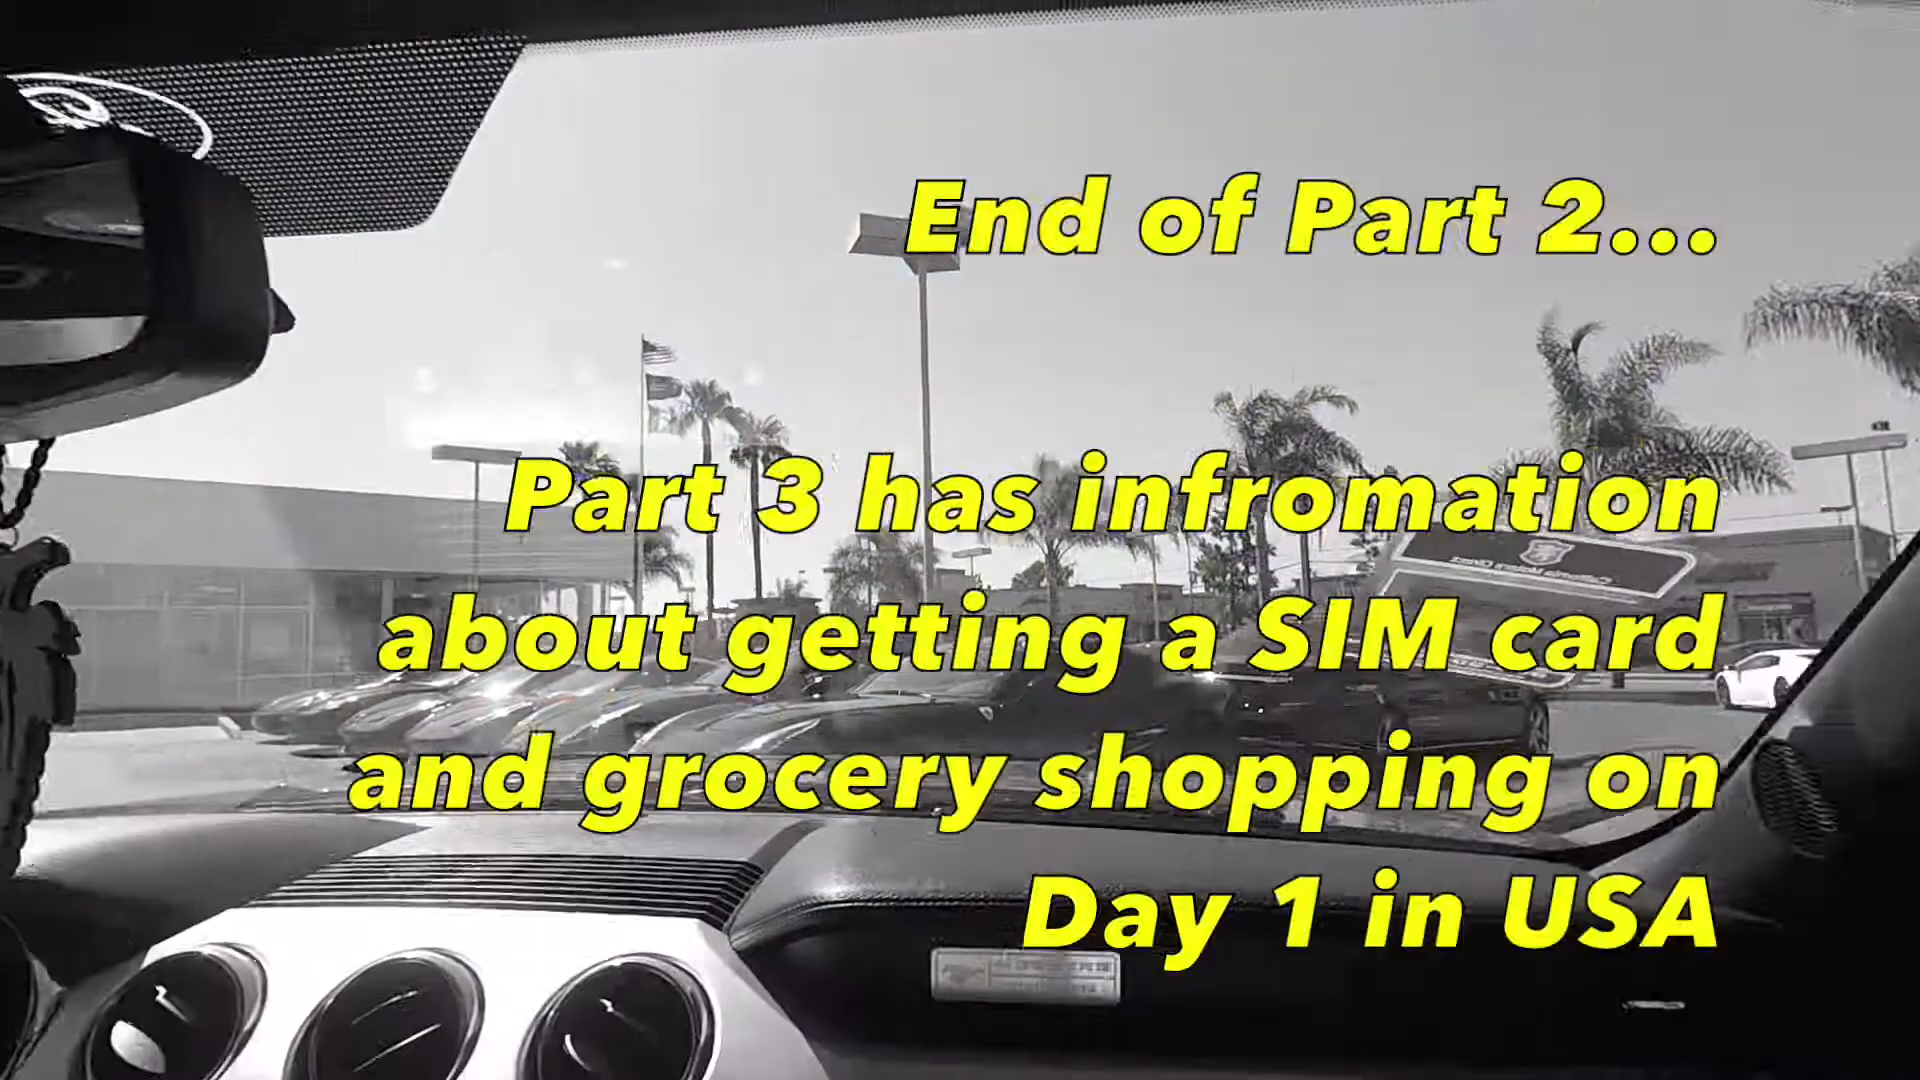 End of Part 2...
Part 3 has infromation
about getting a SIM card
and grocery shopping on
Day 1 in USA